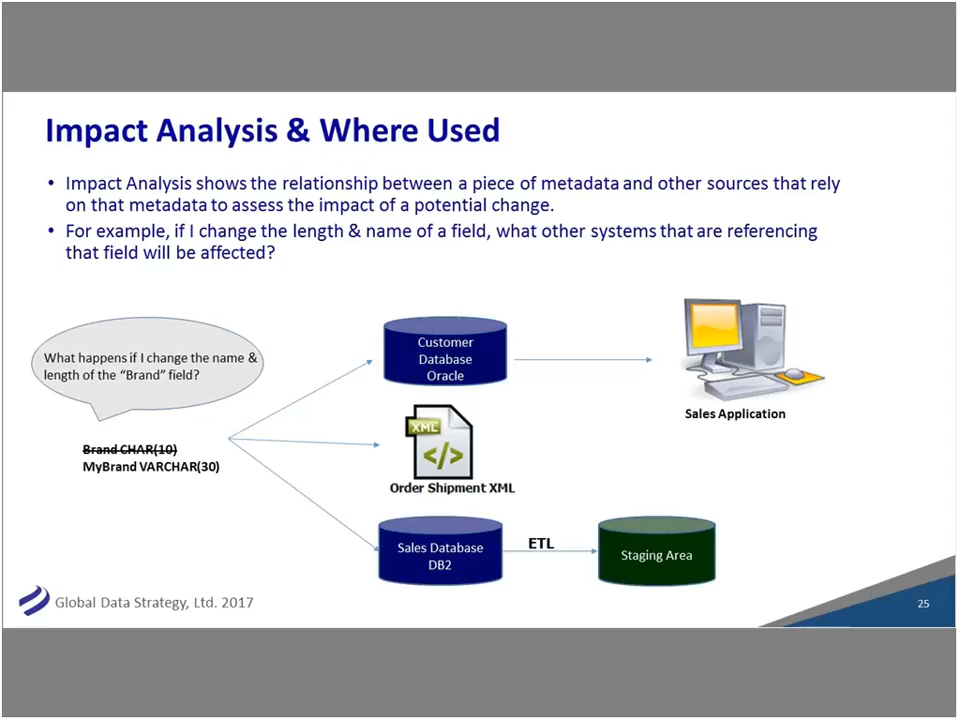 Impact Analysis & Where Used
• Impact Analysis shows the relationship between a piece of metadata and other sources that rely
on that metadata to assess the impact of a potential change.
• For example, if I change the length & name of a field, what other systems that are referencing
that field will be affected?
What happens if I change the name &
length of the “Brand” field?
Brand CHAR(10)
MyBrand VARCHAR(30)
Customer
Database
Oracle
Sales Application
XML
</>
Order Shipment XML
Sales Database
DB2
ETL
Staging Area
Global Data Strategy, Ltd. 2017
25